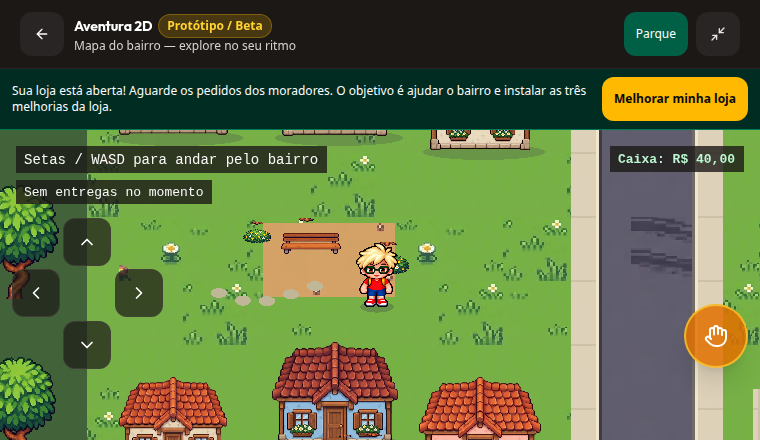 Aventura 2D
Protótipo / Beta
Mapa do bairro — explore no seu ritmo
Parque
Sua loja está aberta! Aguarde os pedidos dos moradores. O objetivo é ajudar o bairro e instalar as três
melhorias da loja.
Melhorar minha loja
Setas / WASD para andar pelo bairro
Caixa: R$ 40,00
Sem entregas no momento